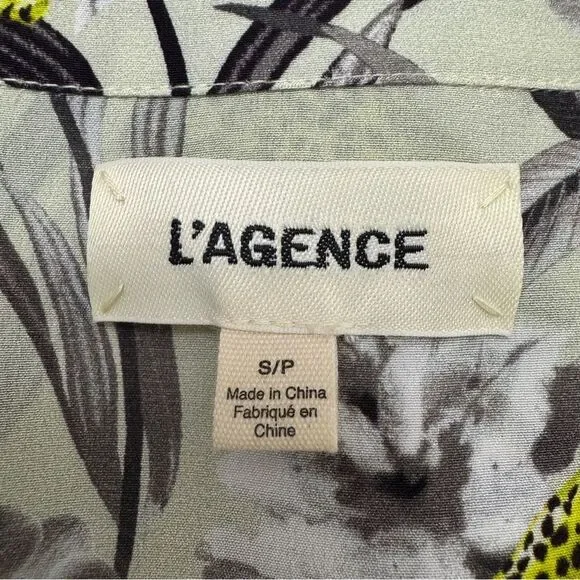 L'AGENCE
S/P
Made in China
Fabriqué en
Chine